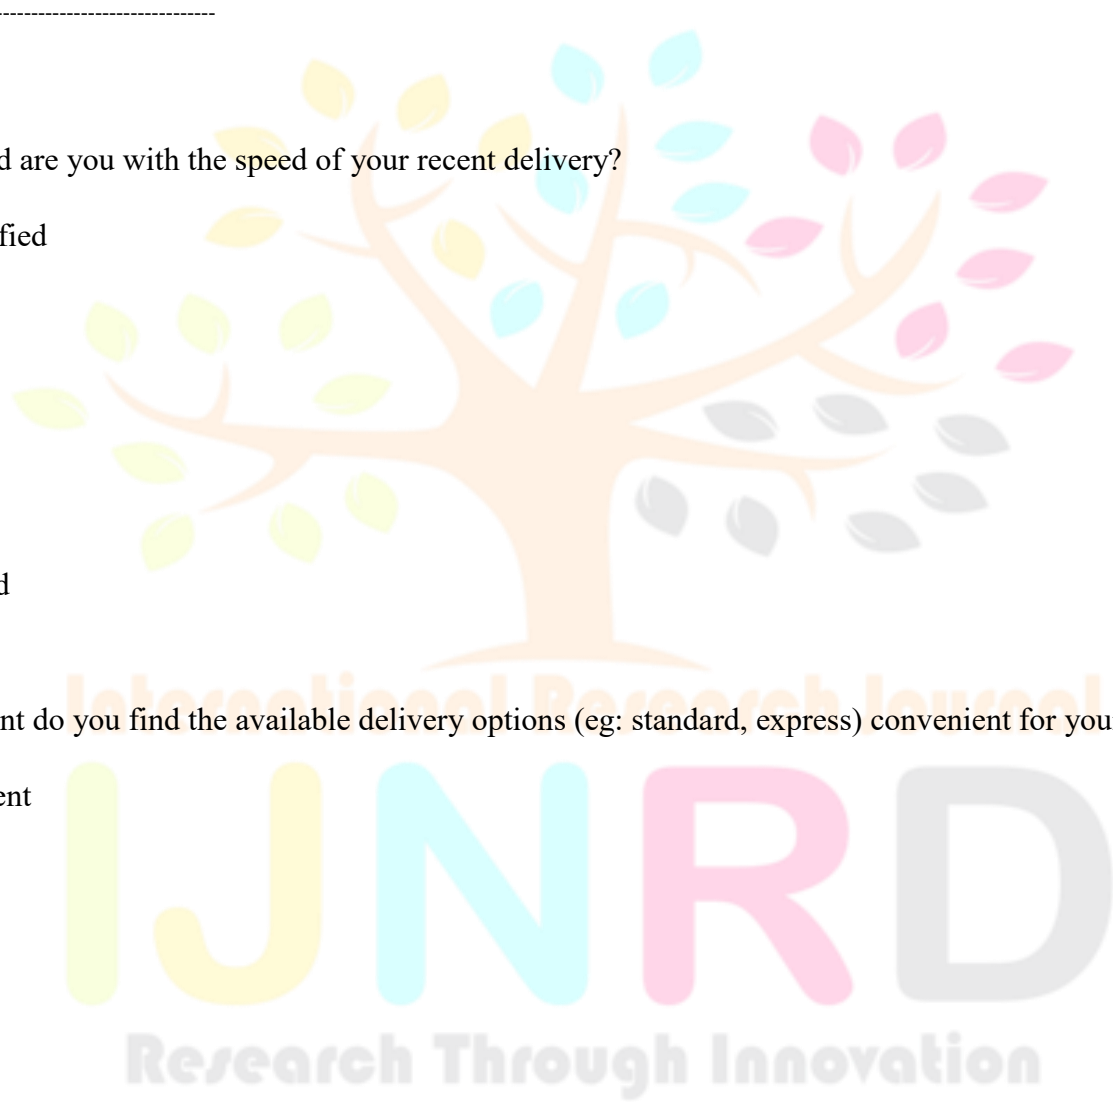 -------------------------------
d are you with the speed of your recent delivery?
fied
d
International Research Journal
nt do you find the available delivery options (eg: standard, express) convenient for your
ent
IJNRD
Research Through Innovation